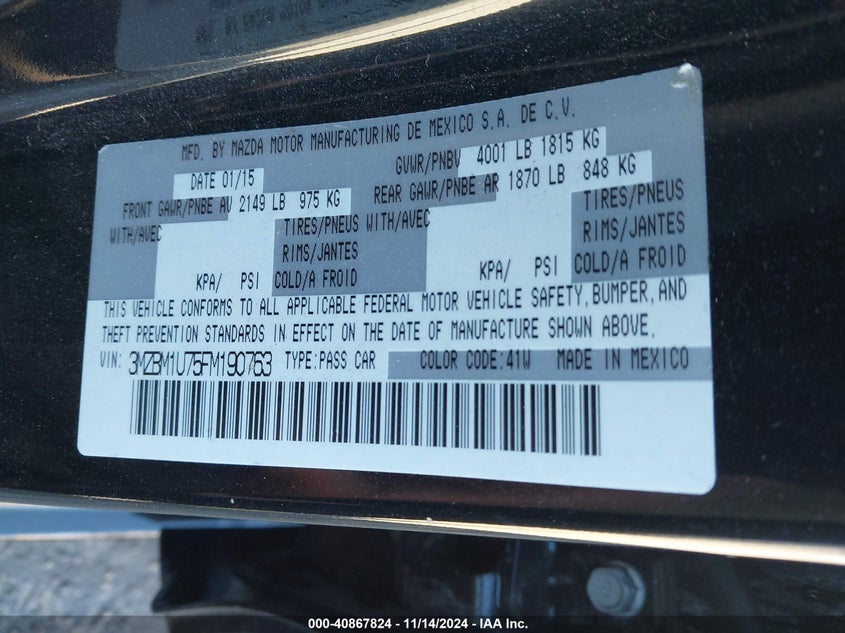 MFD. BY MAZDA MOTOR MANUFACTURING DE MEXICO S.A. DE C.V.
DATE 01/15 GVWR/PNBV 4001 LB 1815 KG
FRONT GAWR/PNBE AV 2149 LB 975 KG REAR GAWR/PNBE AR 1870 LB 848 KG
WITH/AVEC TIRES/PNEUS WITH/AVEC TIRES/PNEUS
RIMS/JANTES RIMS/JANTES
KPA/ PSI COLD/A FROID KPA/ PSI COLD/A FROID
THIS VEHICLE CONFORMS TO ALL APPLICABLE FEDERAL MOTOR VEHICLE SAFETY, BUMPER, AND
THEFT PREVENTION STANDARDS IN EFFECT ON THE DATE OF MANUFACTURE SHOWN ABOVE.
VIN: 3MZBM1U75FM190763 TYPE:PASS CAR COLOR CODE:41W MADE IN MEXICO
000-40867824 - 11/14/2024 - IAA Inc.